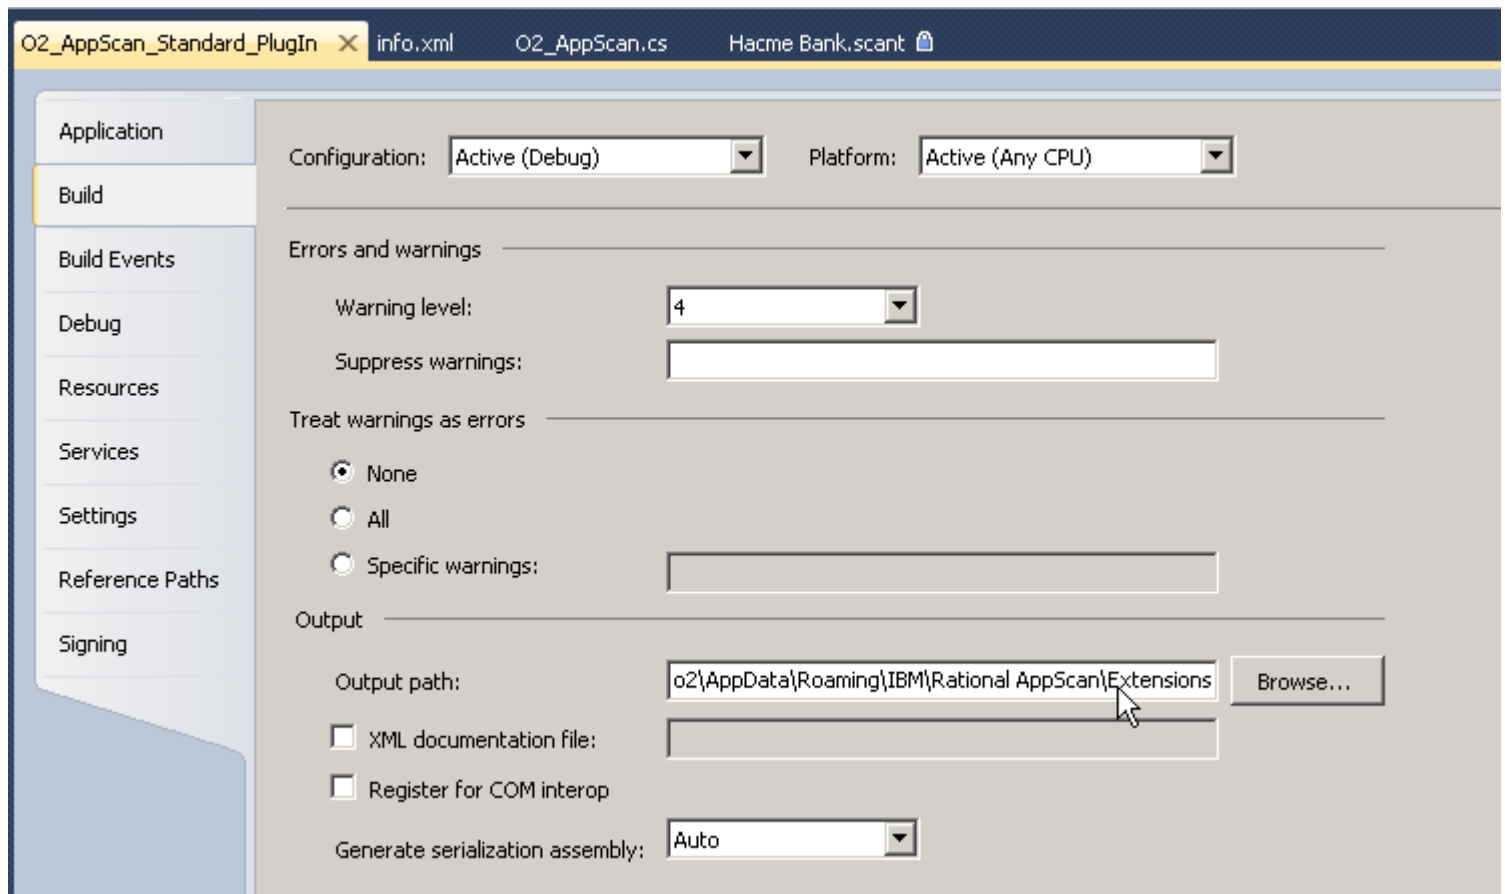 O2_AppScan_Standard_PlugIn info.xml O2_AppScan.cs Hacme Bank.scant
Application
Build
Build Events
Debug
Resources
Services
Settings
Reference Paths
Signing
Configuration: Active (Debug) Platform: Active (Any CPU)
Errors and warnings
Warning level: 4
Suppress warnings:
Treat warnings as errors
None
All
Specific warnings:
Output
Output path: o2\AppData\Roaming\IBM\Rational AppScan\Extensions Browse...
XML documentation file:
Register for COM interop
Generate serialization assembly: Auto